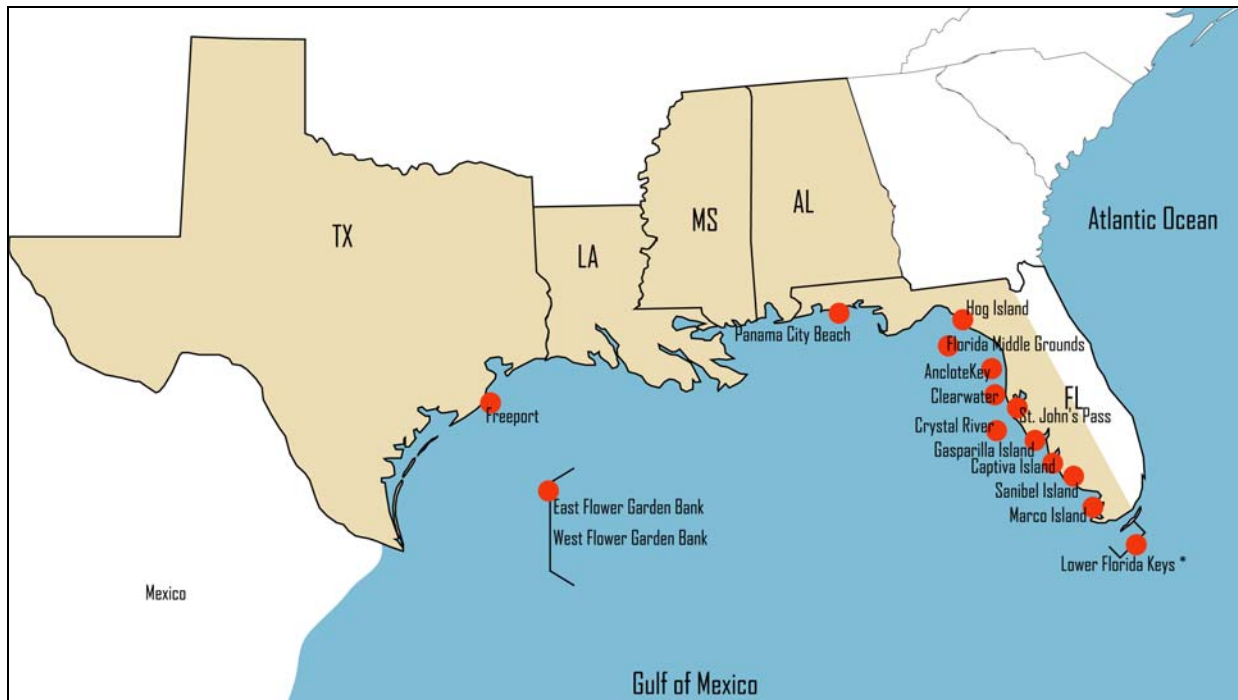 TX
LA
MS
AL
FL
Atlantic Ocean
Hog Island
Panama City Beach
Florida Middle Grounds
AncloteKey
Clearwater
St. John's Pass
Freeport
Crystal River
Gasparilla Island
Captiva Island
Sanibel Island
East Flower Garden Bank
Marco Island
West Flower Garden Bank
Lower Florida Keys *
Mexico
Gulf of Mexico